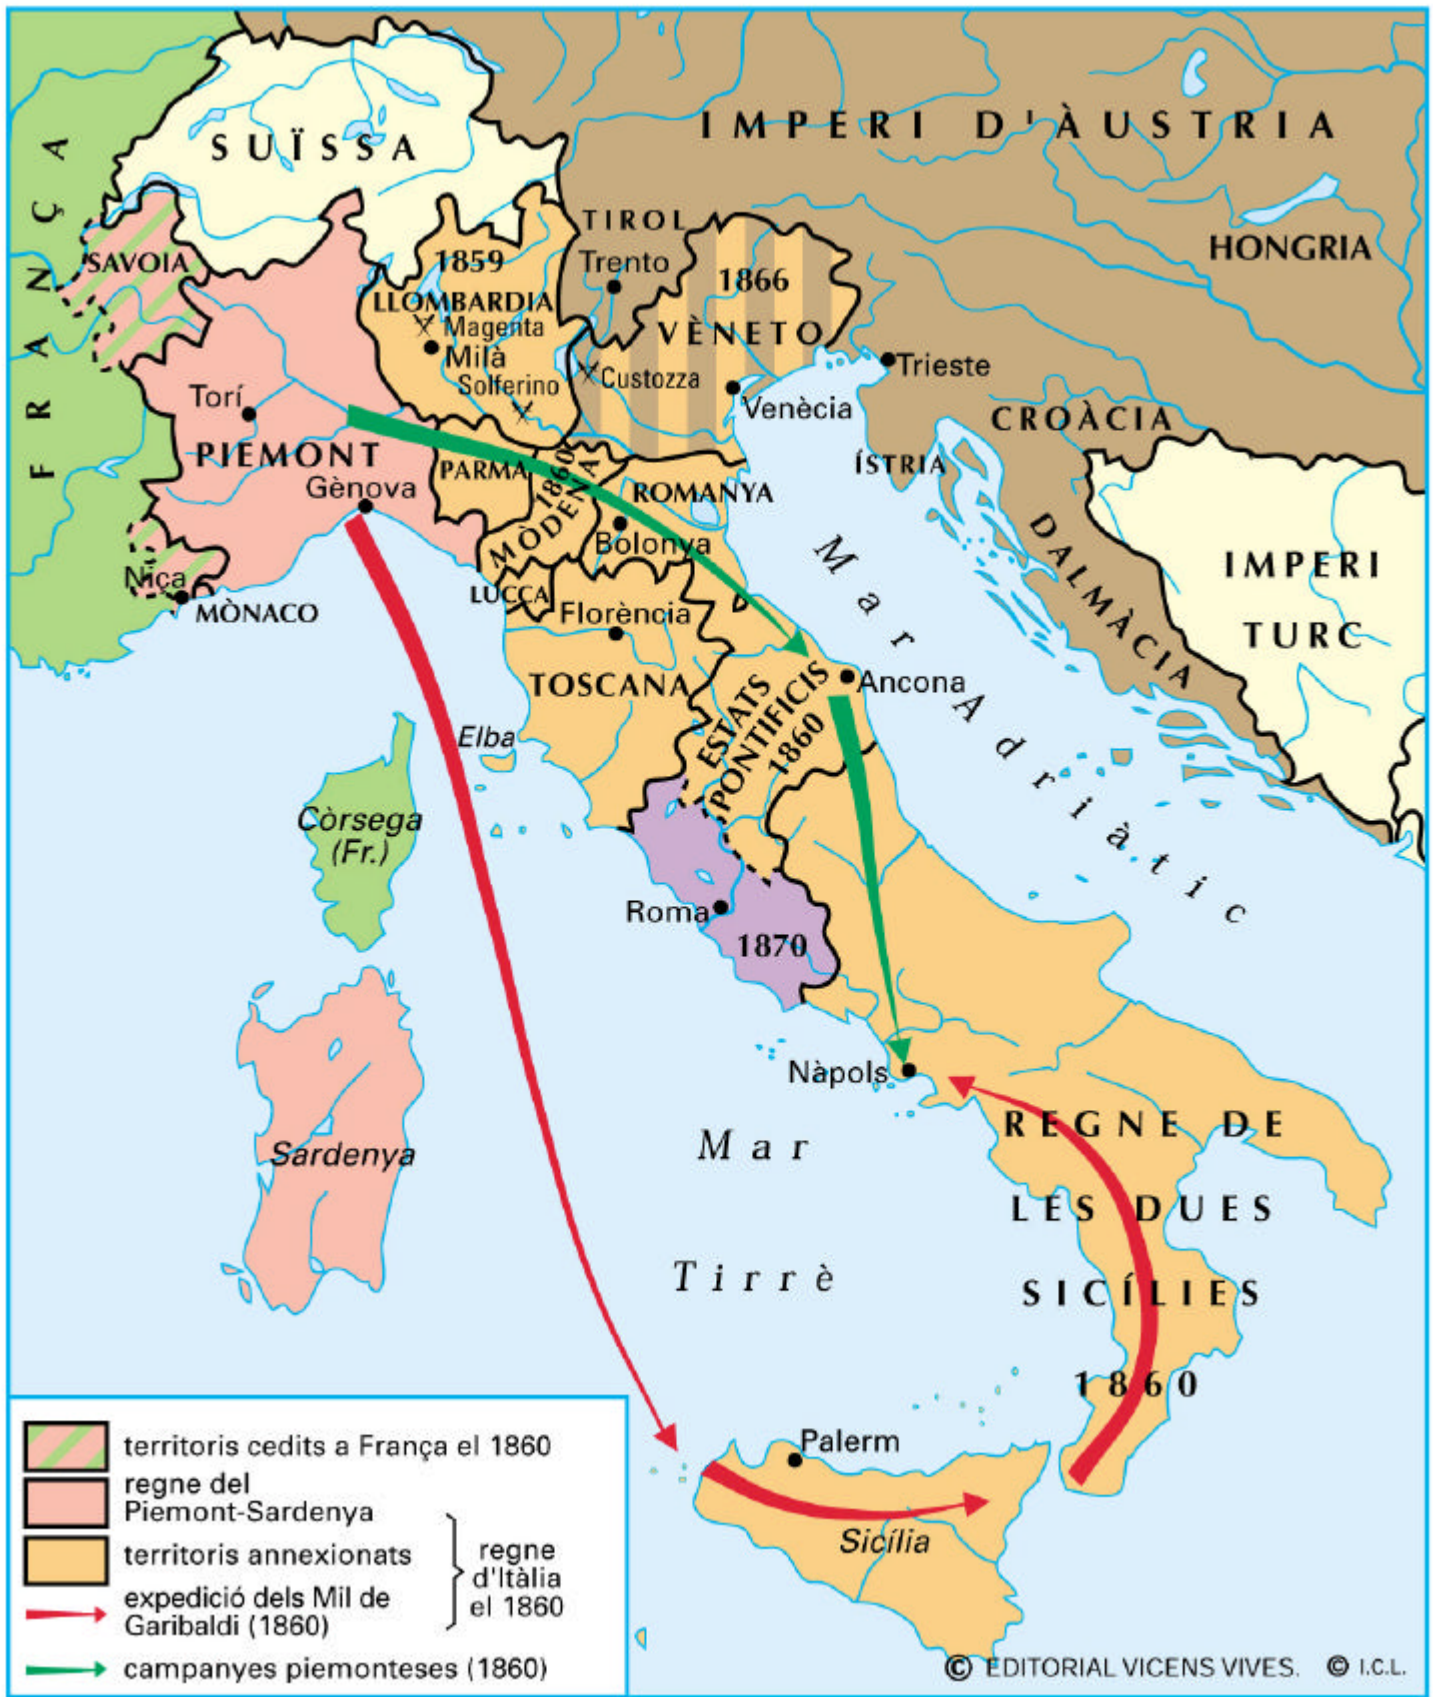 IMPERI D'ÀUSTRIA
SUÏSSA
FRANÇA
TIROL
HONGRIA
SAVOIA
1859
Trento
1866
LLOMBARDIA
Magenta
VÈNETO
Milà
Trieste
Solferino
Custozza
Torí
Venècia
CROÀCIA
PIEMONT
PARMA
1860
ÍSTRIA
Gènova
MÒDENA
ROMANYA
DALMÀCIA
Bolonya
IMPERI
TURC
Niça
MÒNACO
LUCCA
Florència
Mar Adriàtic
TOSCANA
ESTATS
PONTIFICIS
1860
Ancona
Elba
Còrsega
(Fr.)
Roma
1870
Nàpols
REGNE DE
LES DUES
SICÍLIES
1860
Sardenya
Mar
Tirrè
Palerm
Sicília
territoris cedits a França el 1860
regne del
Piemont-Sardenya
territoris annexionats
expedició dels Mil de
Garibaldi (1860)
regne
d'Itàlia
el 1860
campanyes piemonteses (1860)
© EDITORIAL VICENS VIVES. © I.C.L.